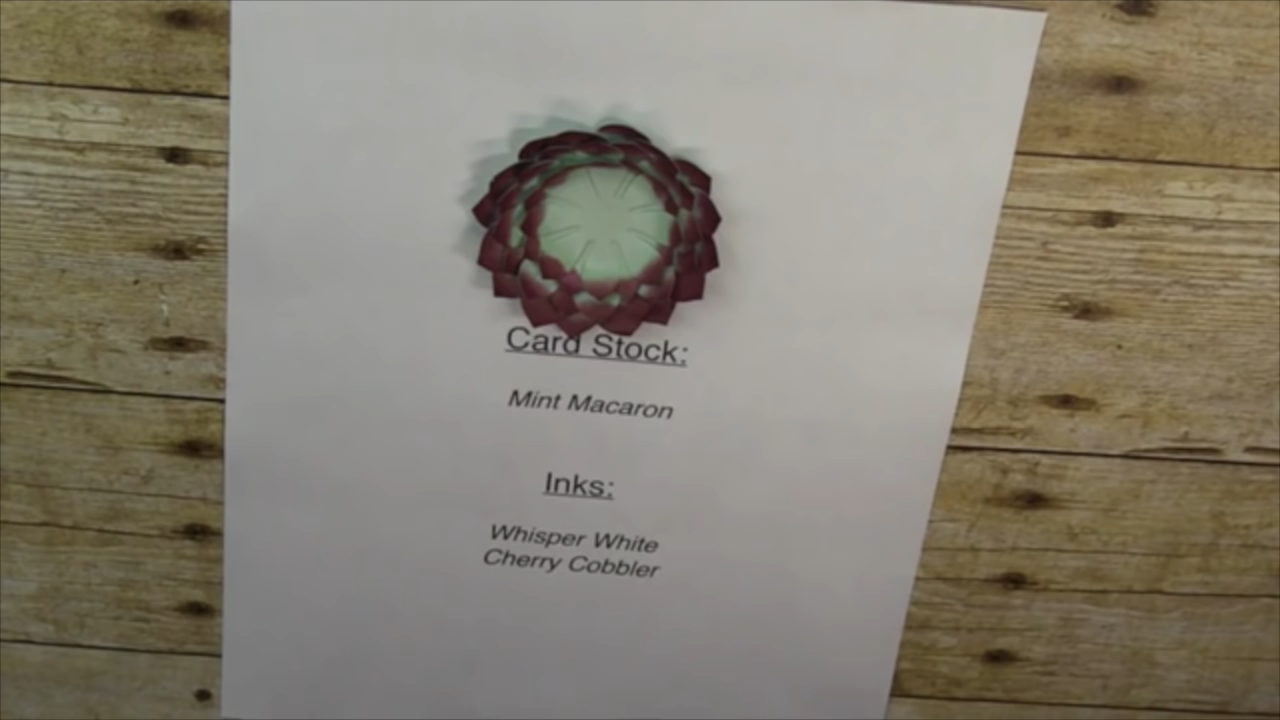 Card Stock:
Mint Macaron
Inks:
Whisper White
Cherry Cobbler